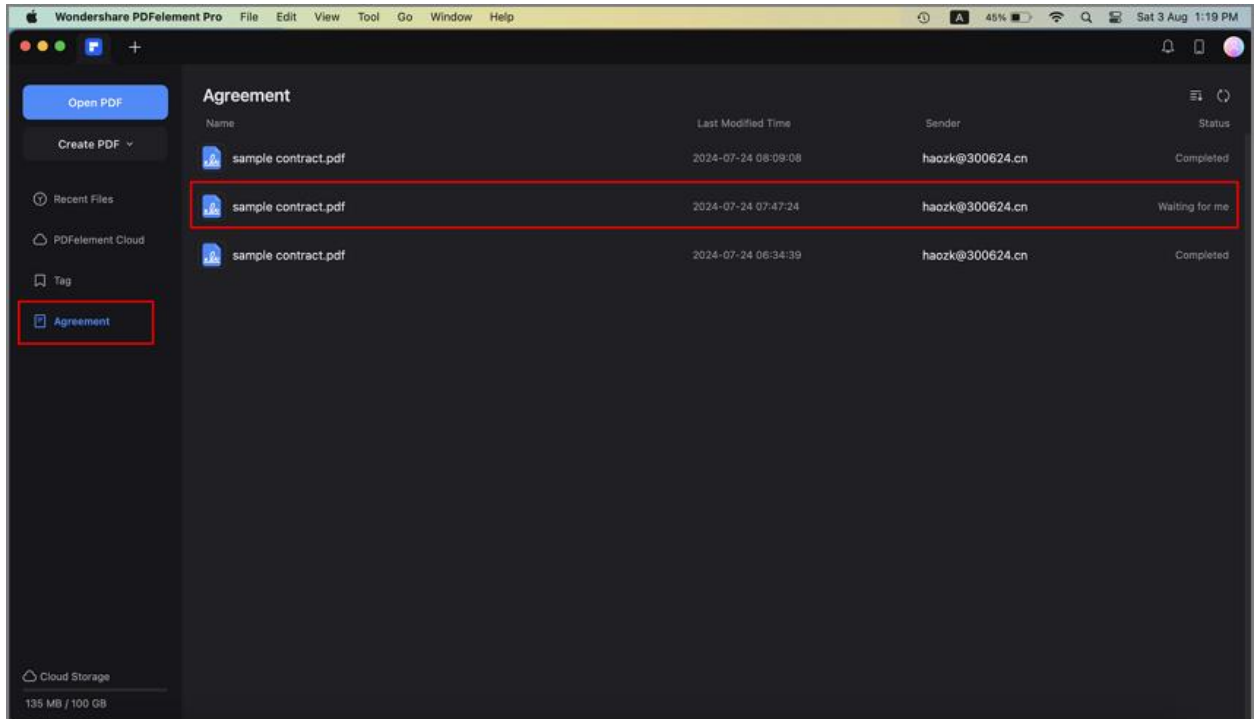 Wondershare PDFelement Pro File Edit View Tool Go Window Help A 45% Sat 3 Aug 1:19 PM
Open PDF
Create PDF
Recent Files
PDFelement Cloud
Tag
Agreement
Agreement
Name Last Modified Time Sender Status
sample contract.pdf 2024-07-24 08:09:08 haozk@300624.cn Completed
sample contract.pdf 2024-07-24 07:47:24 haozk@300624.cn Waiting for me
sample contract.pdf 2024-07-24 06:34:39 haozk@300624.cn Completed
Cloud Storage
135 MB / 100 GB